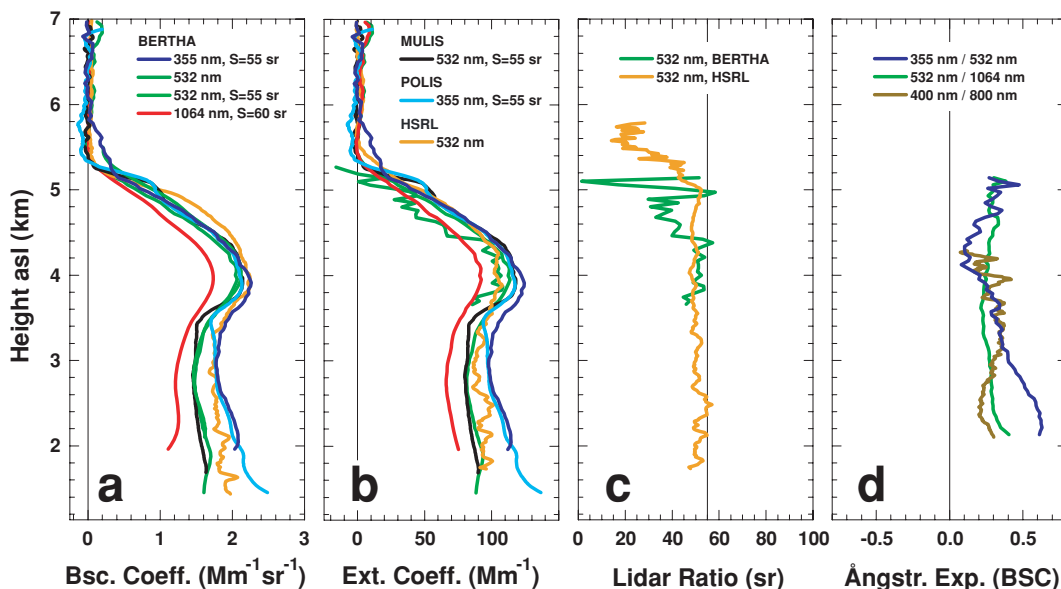 Height asl (km)
7
6
5
4
3
2
BERTHA
355 nm, S=55 sr
532 nm
532 nm, S=55 sr
1064 nm, S=60 sr
a
0 1 2 3
Bsc. Coeff. (Mm⁻¹sr⁻¹)
MULIS
532 nm, S=55 sr
POLIS
355 nm, S=55 sr
HSRL
532 nm
b
0 50 100
Ext. Coeff. (Mm⁻¹)
532 nm, BERTHA
532 nm, HSRL
c
0 20 40 60 80 100
Lidar Ratio (sr)
355 nm / 532 nm
532 nm / 1064 nm
400 nm / 800 nm
d
-0.5 0.0 0.5
Ångstr. Exp. (BSC)